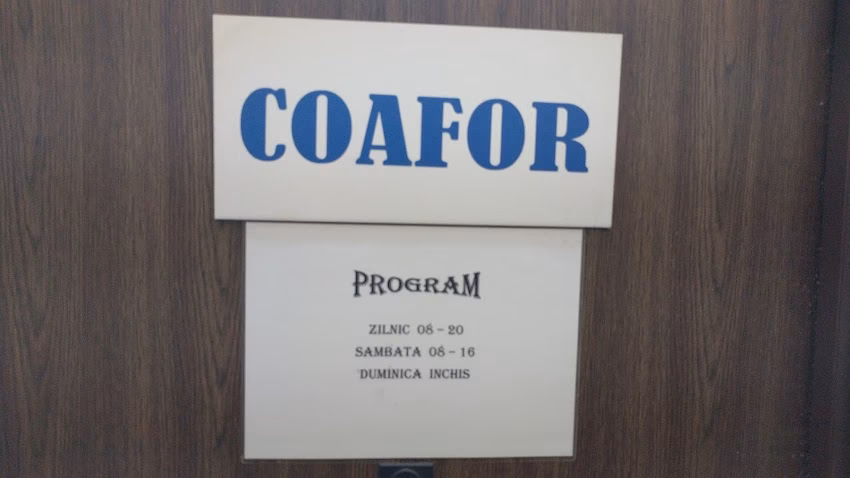 COAFOR
PROGRAM
ZILNIC 08 - 20
SAMBATA 08 - 16
DUMINICA INCHIS